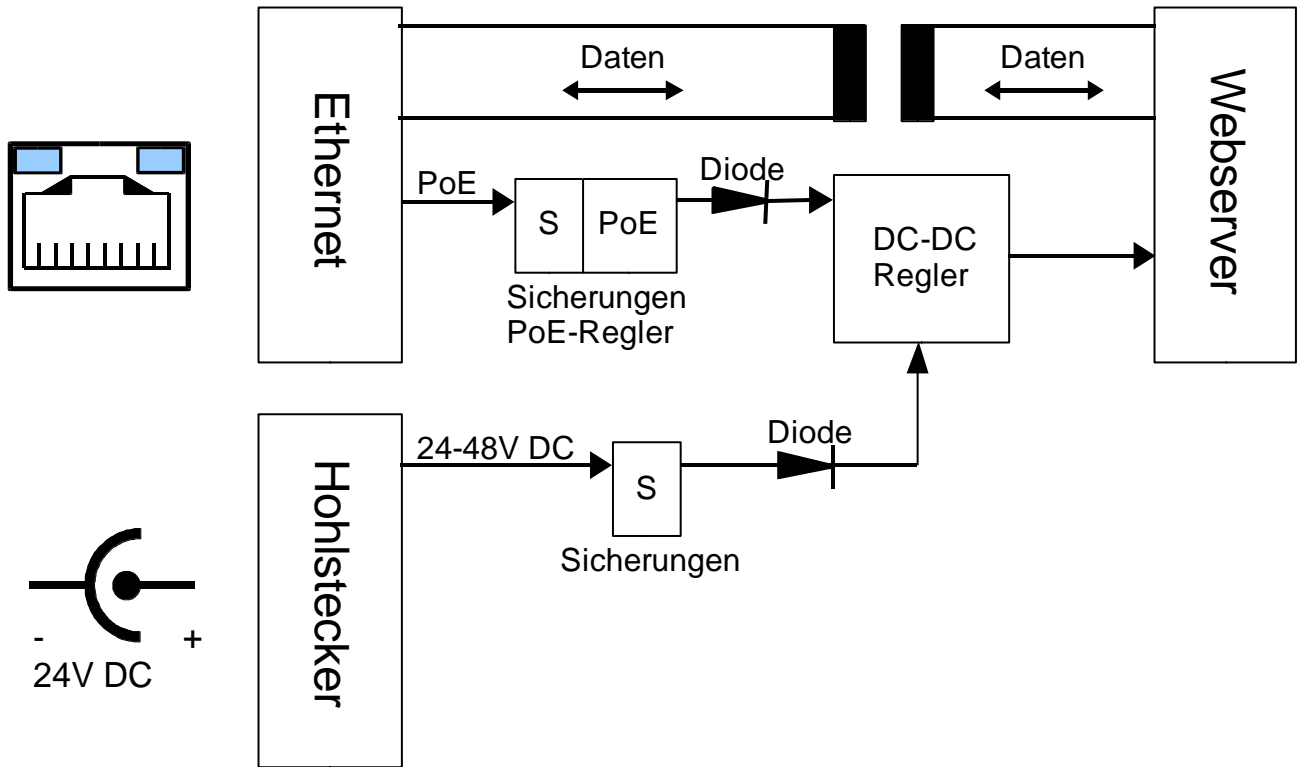 Daten
Daten
Ethernet
Webserver
PoE
S
PoE
Diode
DC-DC
Regler
Sicherungen
PoE-Regler
Hohlstecker
24-48V DC
S
Diode
Sicherungen
- +
24V DC